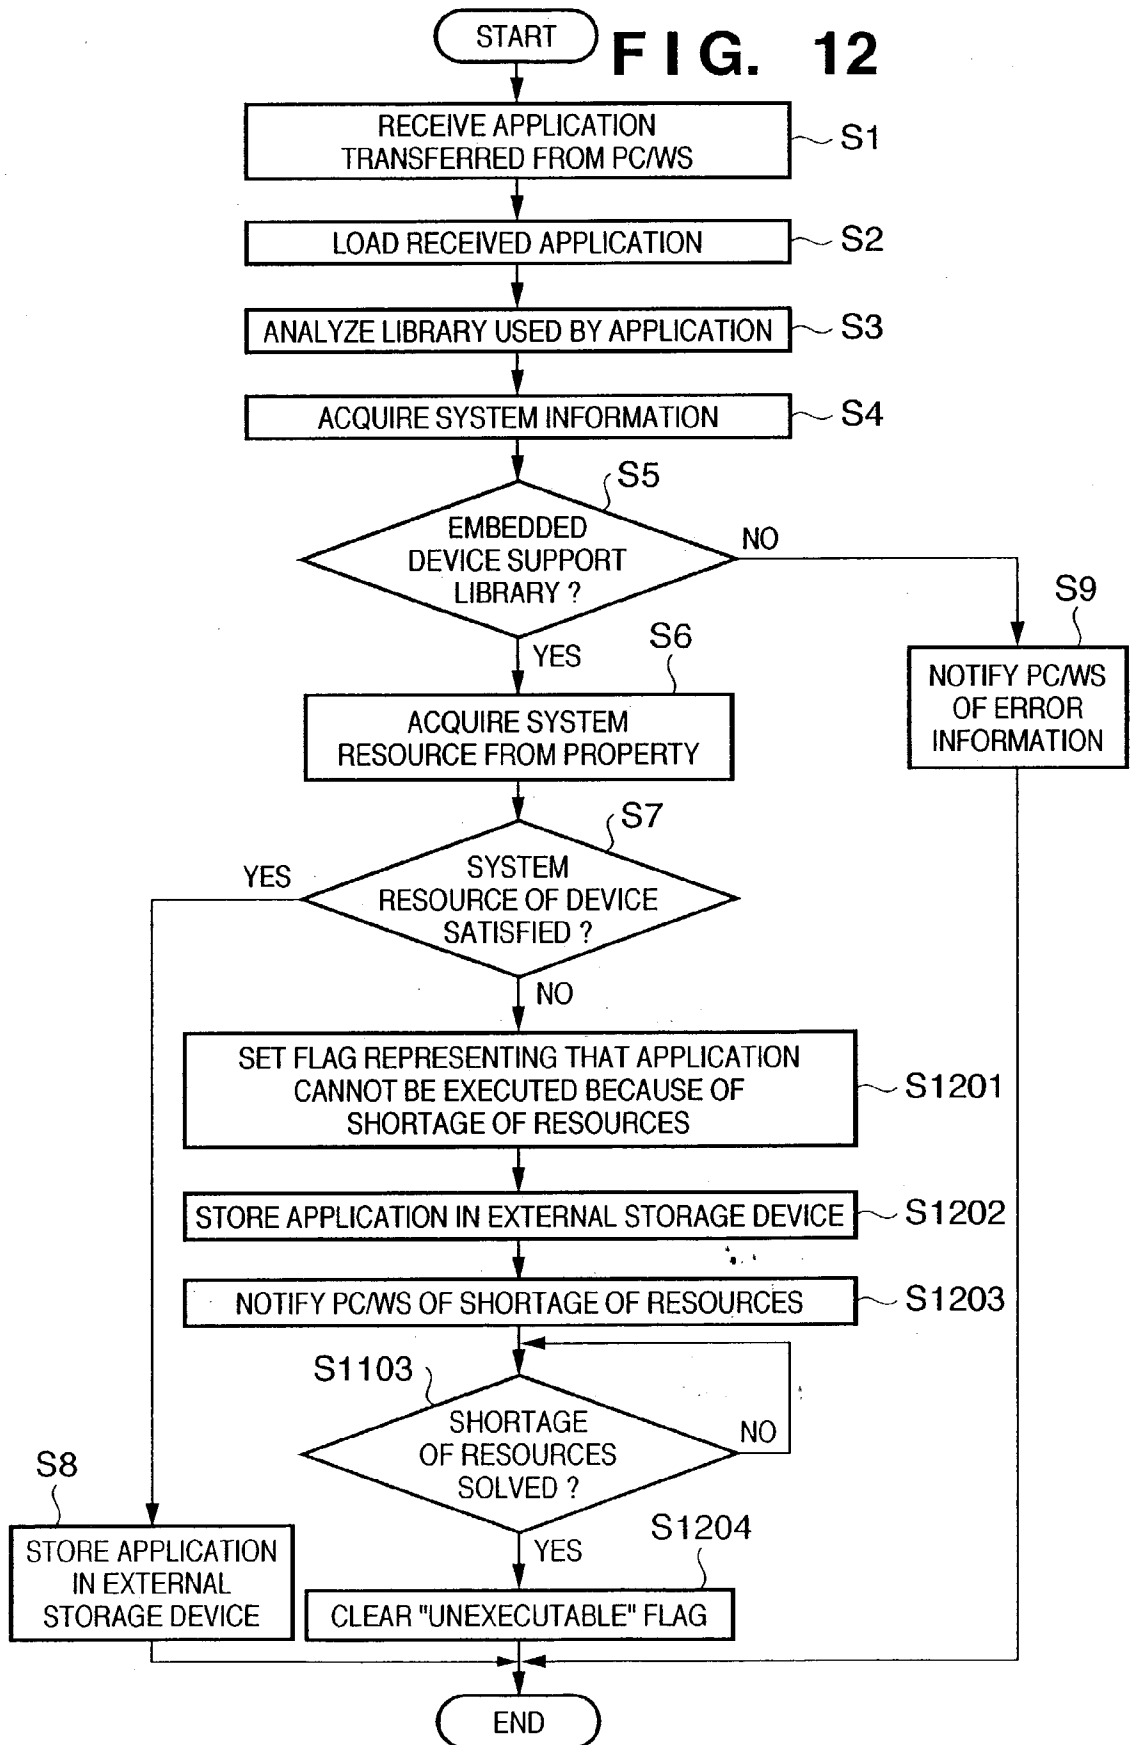 START
FIG. 12
RECEIVE APPLICATION
TRANSFERRED FROM PC/WS
S1
LOAD RECEIVED APPLICATION
S2
ANALYZE LIBRARY USED BY APPLICATION
S3
ACQUIRE SYSTEM INFORMATION
S4
S5
EMBEDDED
DEVICE SUPPORT
LIBRARY ?
NO
YES
S9
NOTIFY PC/WS
OF ERROR
INFORMATION
S6
ACQUIRE SYSTEM
RESOURCE FROM PROPERTY
S7
SYSTEM
RESOURCE OF DEVICE
SATISFIED ?
YES
NO
SET FLAG REPRESENTING THAT APPLICATION
CANNOT BE EXECUTED BECAUSE OF
SHORTAGE OF RESOURCES
S1201
STORE APPLICATION IN EXTERNAL STORAGE DEVICE
S1202
NOTIFY PC/WS OF SHORTAGE OF RESOURCES
S1203
S1103
SHORTAGE
OF RESOURCES
SOLVED ?
NO
YES
S8
STORE APPLICATION
IN EXTERNAL
STORAGE DEVICE
S1204
CLEAR "UNEXECUTABLE" FLAG
END